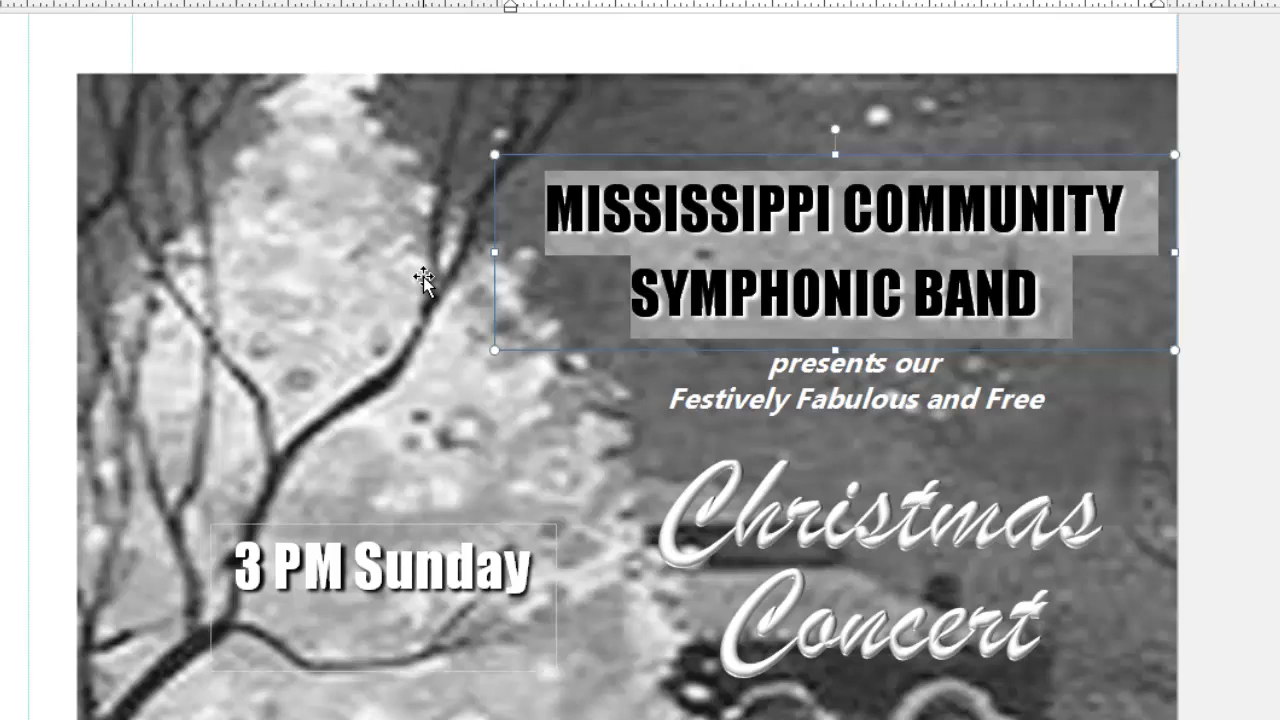 MISSISSIPPI COMMUNITY
SYMPHONIC BAND
presents our
Festively Fabulous and Free
Christmas
Concert
3 PM Sunday